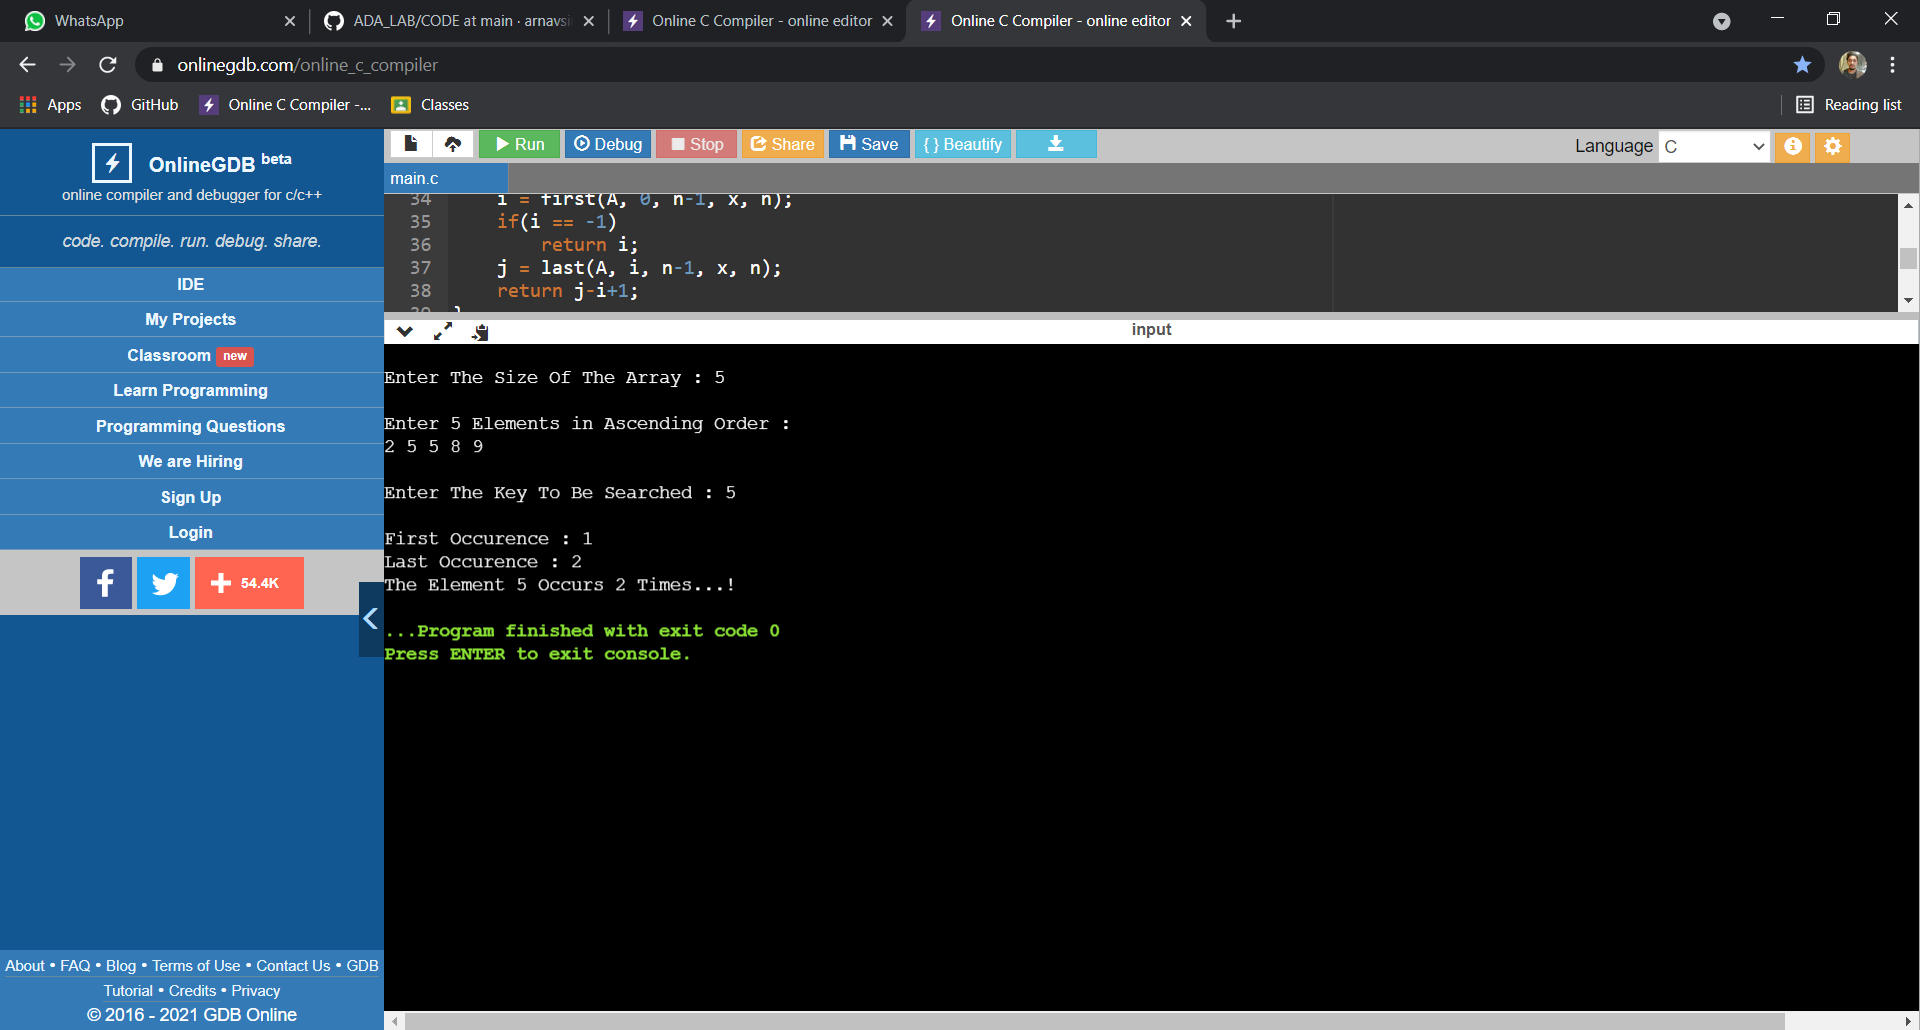 WhatsApp
ADA_LAB/CODE at main · arnavsi
Online C Compiler - online editor
Online C Compiler - online editor
onlinegdb.com/online_c_compiler
Apps
GitHub
Online C Compiler -...
Classes
Reading list
OnlineGDB beta
online compiler and debugger for c/c++
code. compile. run. debug. share.
IDE
My Projects
Classroom new
Learn Programming
Programming Questions
We are Hiring
Sign Up
Login
54.4K
About • FAQ • Blog • Terms of Use • Contact Us • GDB
Tutorial • Credits • Privacy
© 2016 - 2021 GDB Online
Run
Debug
Stop
Share
Save
{ } Beautify
Language C
main.c
34 i = first(A, 0, n-1, x, n);
35 if(i == -1)
36 return i;
37 j = last(A, i, n-1, x, n);
38 return j-i+1;
39 }
input
Enter The Size Of The Array : 5
Enter 5 Elements in Ascending Order :
2 5 5 8 9
Enter The Key To Be Searched : 5
First Occurence : 1
Last Occurence : 2
The Element 5 Occurs 2 Times...!
...Program finished with exit code 0
Press ENTER to exit console.